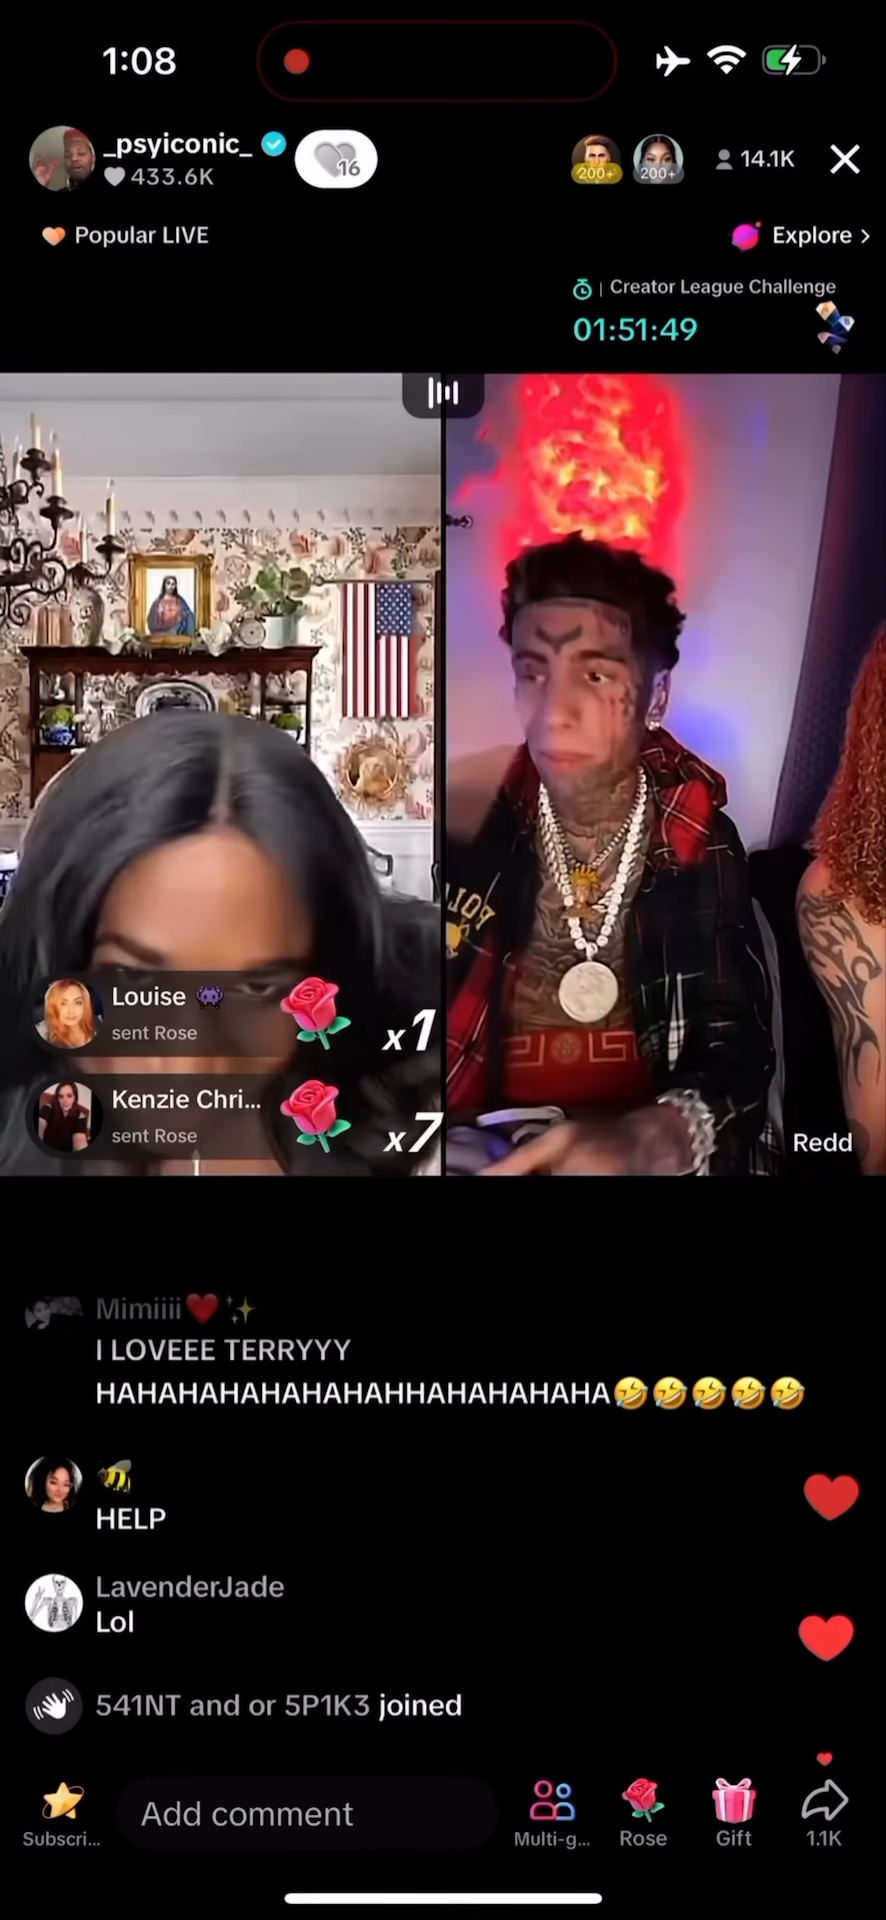 1:08
_psyiconic_
433.6K
16
200+
200+
14.1K
Popular LIVE
Explore >
| Creator League Challenge
01:51:49
Louise
sent Rose
x1
Kenzie Chri...
sent Rose
x7
Redd
Mimiiii❤️✨
I LOVEEE TERRYYY
HAHAHAHAHAHAHAHHAHAHAHAHA🤣🤣🤣🤣🤣
🐝
HELP
LavenderJade
Lol
541NT and or 5P1K3 joined
Add comment
Subscri...
Multi-g...
Rose
Gift
1.1K